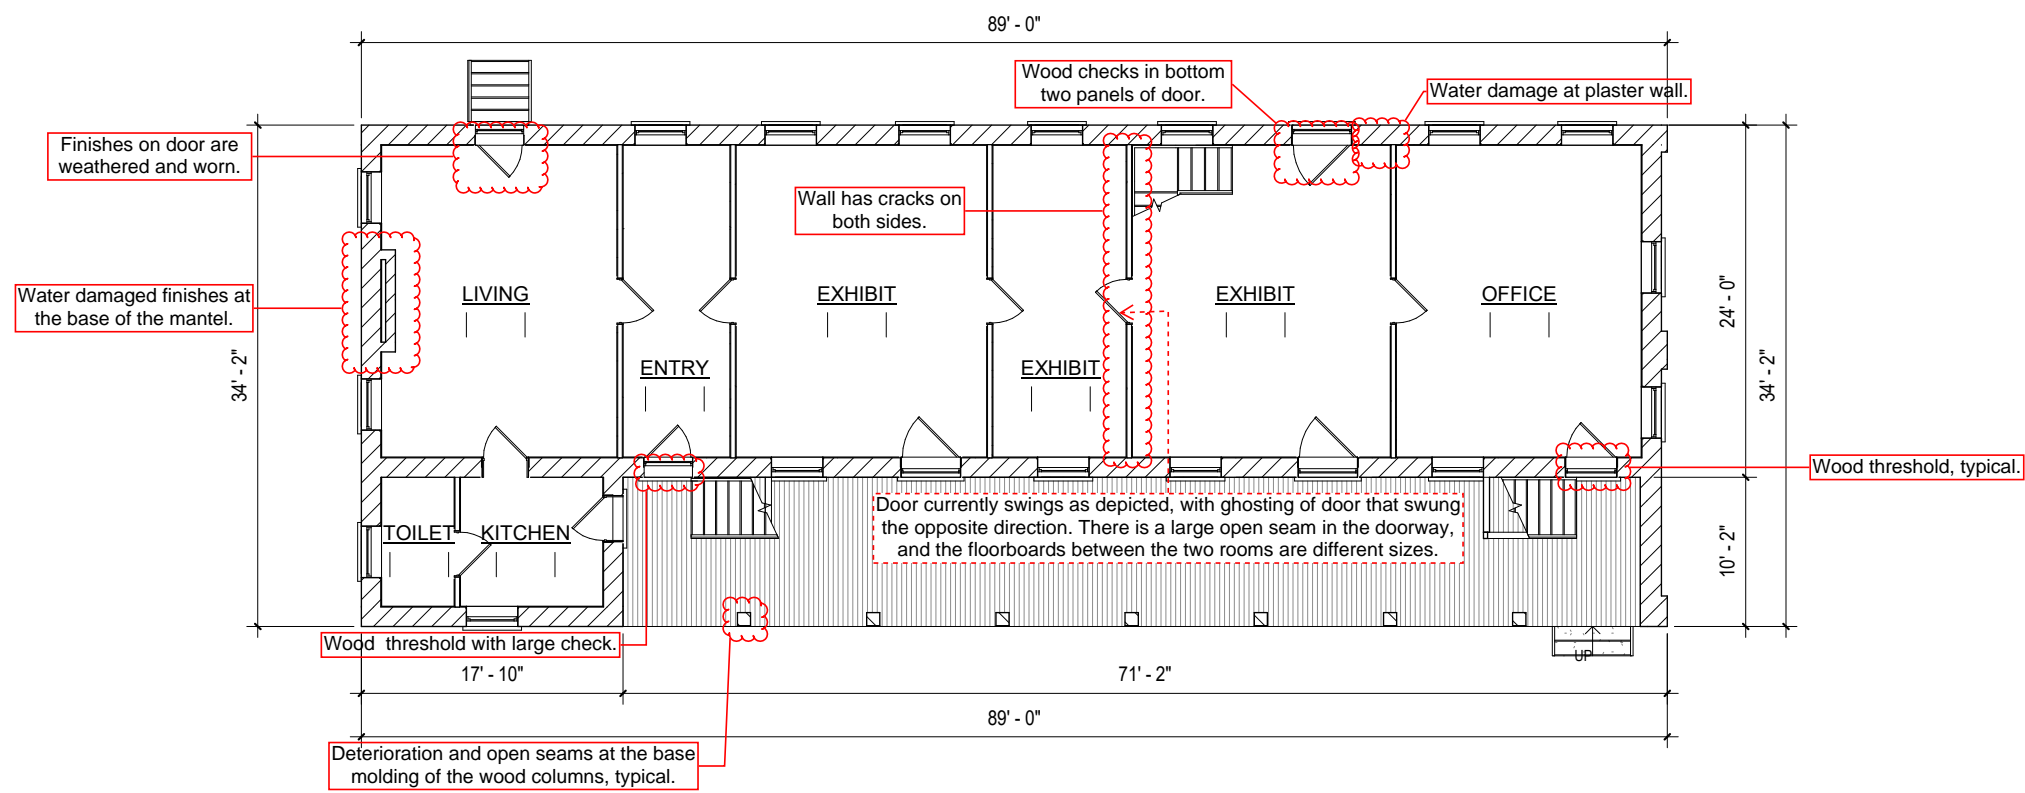 89' - 0"
Wood checks in bottom
two panels of door.
Water damage at plaster wall.
Finishes on door are
weathered and worn.
Wall has cracks on
both sides.
Water damaged finishes at
the base of the mantel.
LIVING
EXHIBIT
EXHIBIT
OFFICE
24' - 0"
34' - 2"
34' - 2"
ENTRY
EXHIBIT
Wood threshold, typical.
Door currently swings as depicted, with ghosting of door that swung
the opposite direction. There is a large open seam in the doorway,
and the floorboards between the two rooms are different sizes.
TOILET
KITCHEN
10' - 2"
Wood  threshold with large check.
UP
17' - 10"
71' - 2"
89' - 0"
Deterioration and open seams at the base
molding of the wood columns, typical.